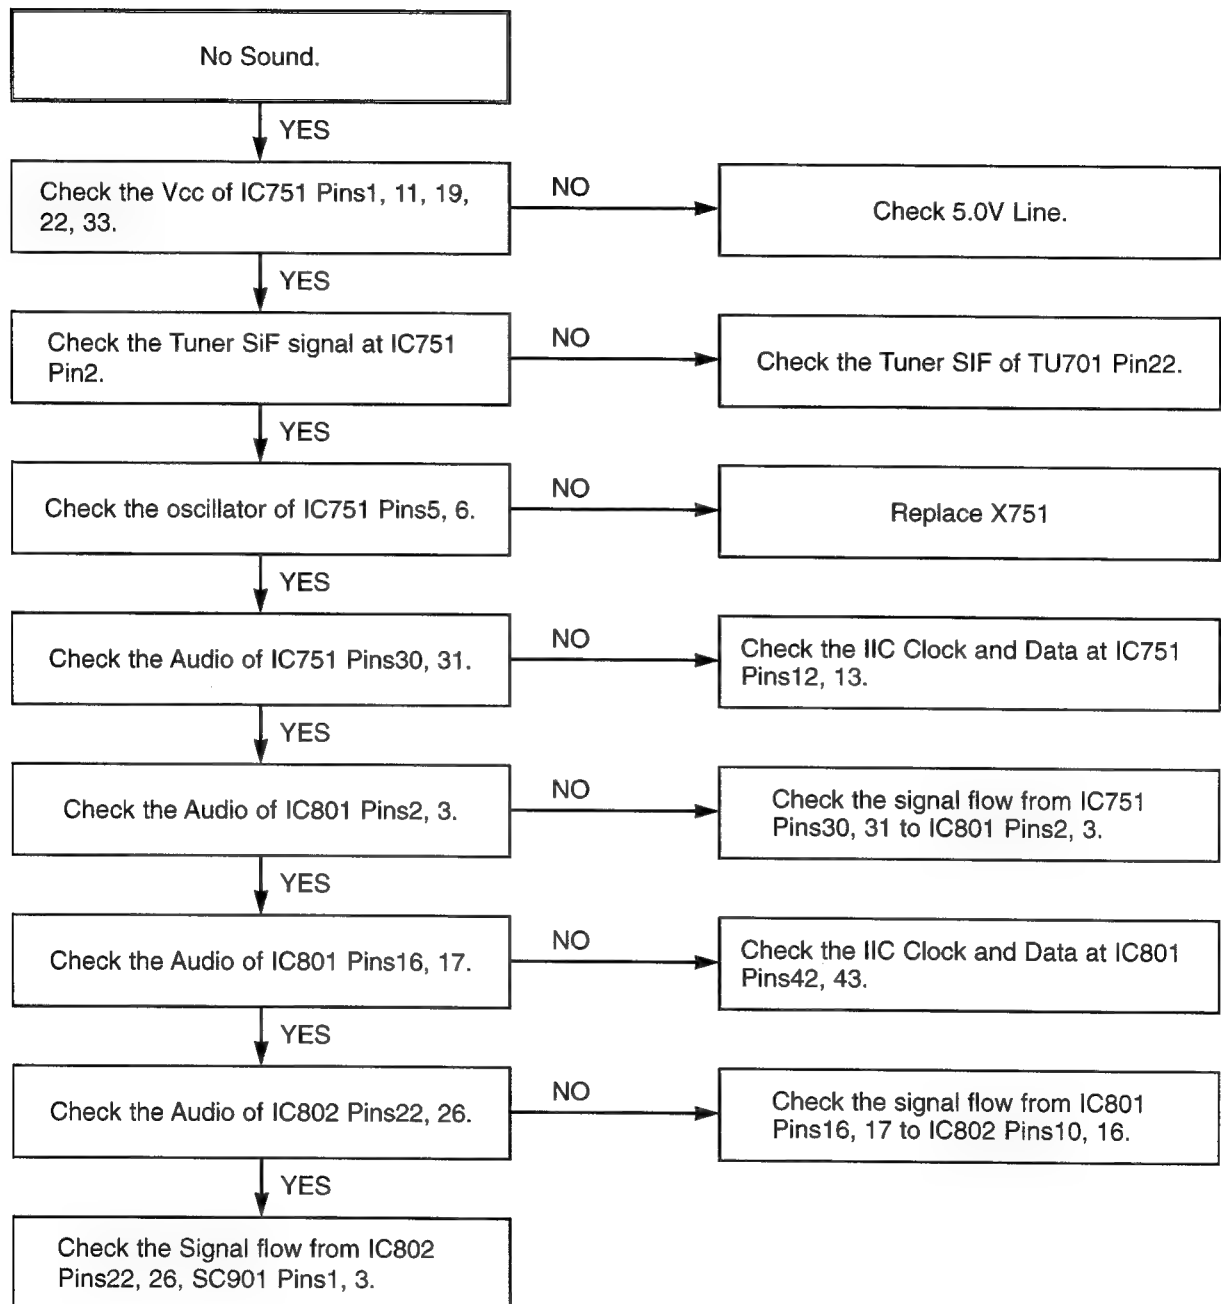 No Sound.
YES
Check the Vcc of IC751 Pins1, 11, 19,
22, 33.
NO
Check 5.0V Line.
YES
Check the Tuner SiF signal at IC751
Pin2.
NO
Check the Tuner SIF of TU701 Pin22.
YES
Check the oscillator of IC751 Pins5, 6.
NO
Replace X751
YES
Check the Audio of IC751 Pins30, 31.
NO
Check the IIC Clock and Data at IC751
Pins12, 13.
YES
Check the Audio of IC801 Pins2, 3.
NO
Check the signal flow from IC751
Pins30, 31 to IC801 Pins2, 3.
YES
Check the Audio of IC801 Pins16, 17.
NO
Check the IIC Clock and Data at IC801
Pins42, 43.
YES
Check the Audio of IC802 Pins22, 26.
NO
Check the signal flow from IC801
Pins16, 17 to IC802 Pins10, 16.
YES
Check the Signal flow from IC802
Pins22, 26, SC901 Pins1, 3.